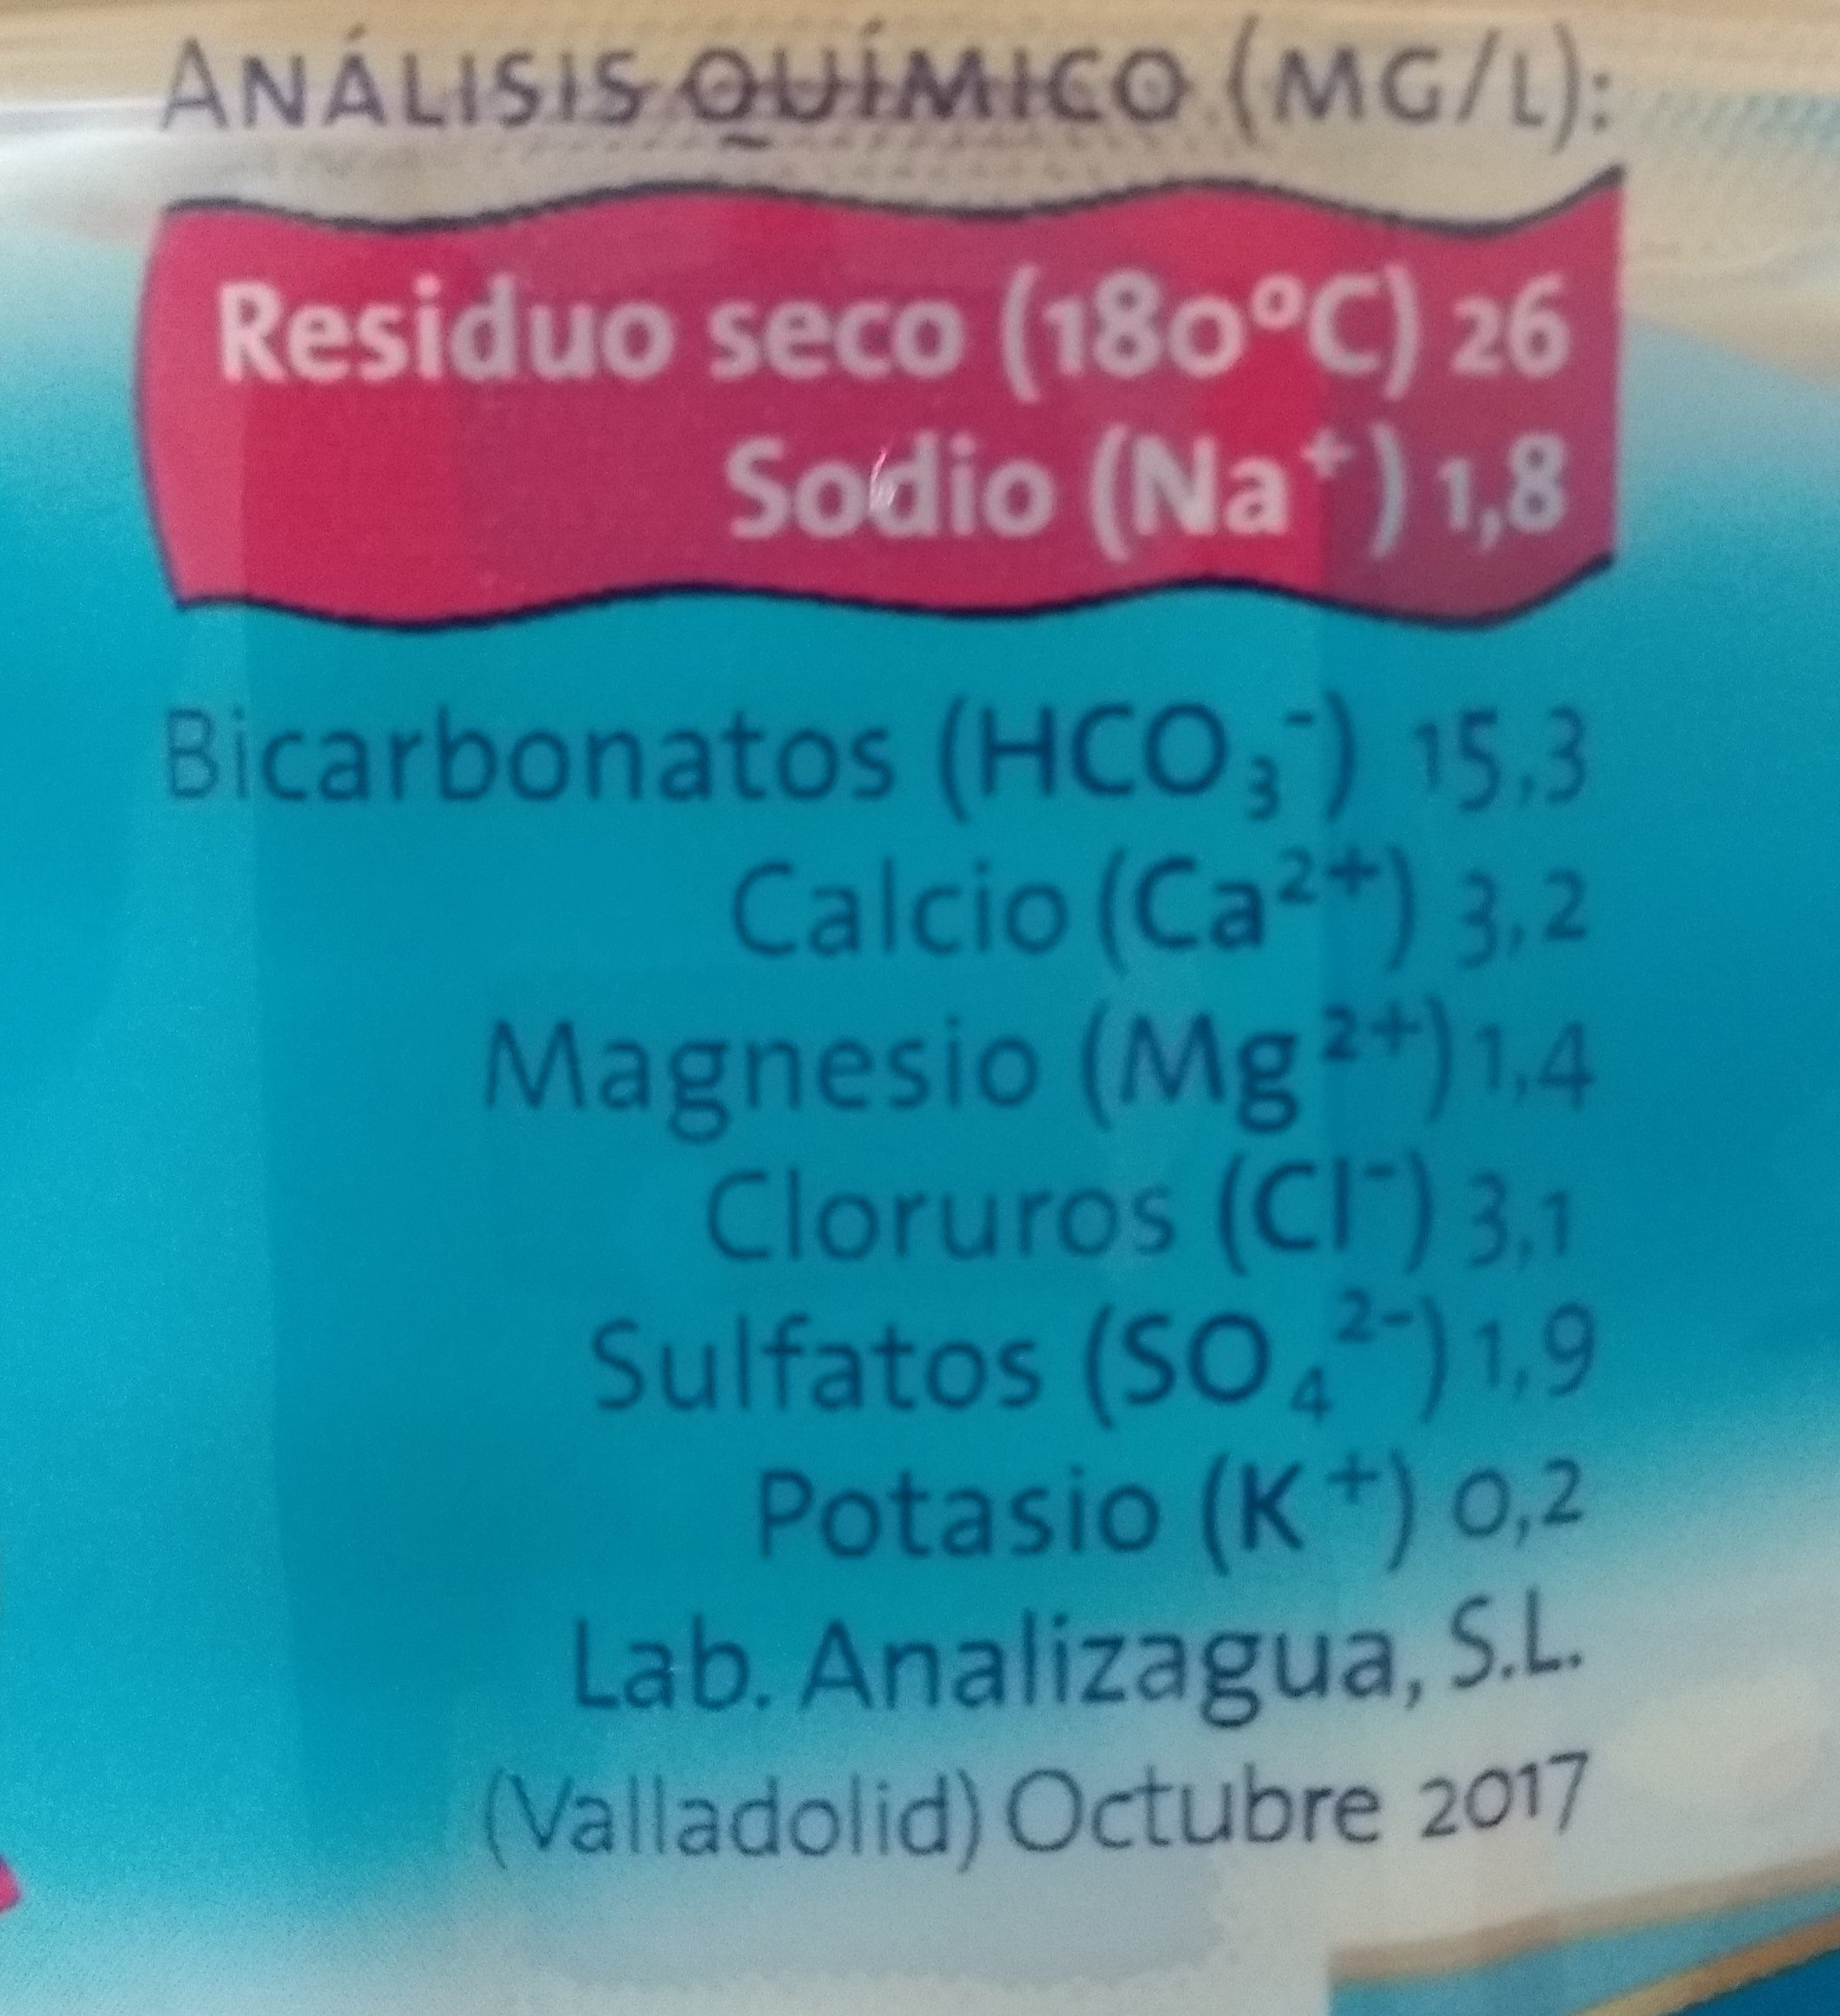 ANÁLISIS QUÍMICO (MG/L):
Residuo seco (180ºC) 26
Sodio (Na⁺) 1,8
Bicarbonatos (HCO₃⁻) 15,3
Calcio (Ca²⁺) 3,2
Magnesio (Mg²⁺) 1,4
Cloruros (Cl⁻) 3,1
Sulfatos (SO₄²⁻) 1,9
Potasio (K⁺) 0,2
Lab. Analizagua, S.L.
(Valladolid) Octubre 2017